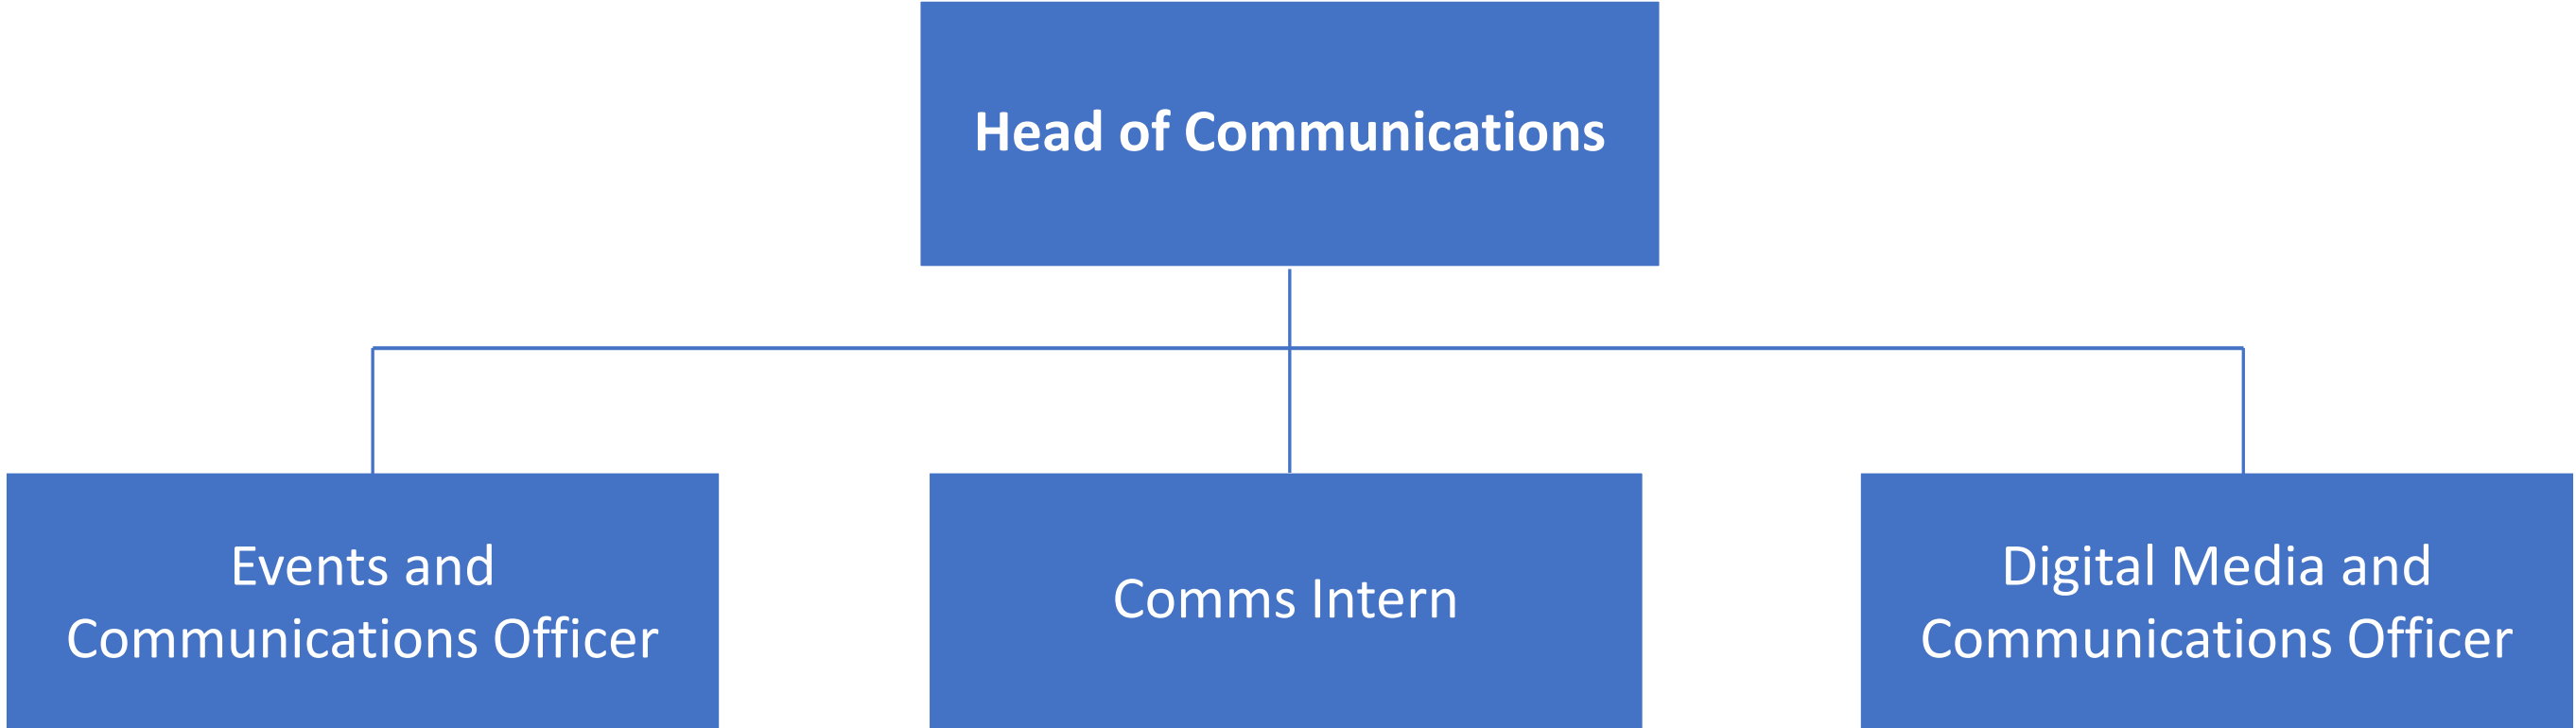 Head of Communications
Events and
Communications Officer
Comms Intern
Digital Media and
Communications Officer